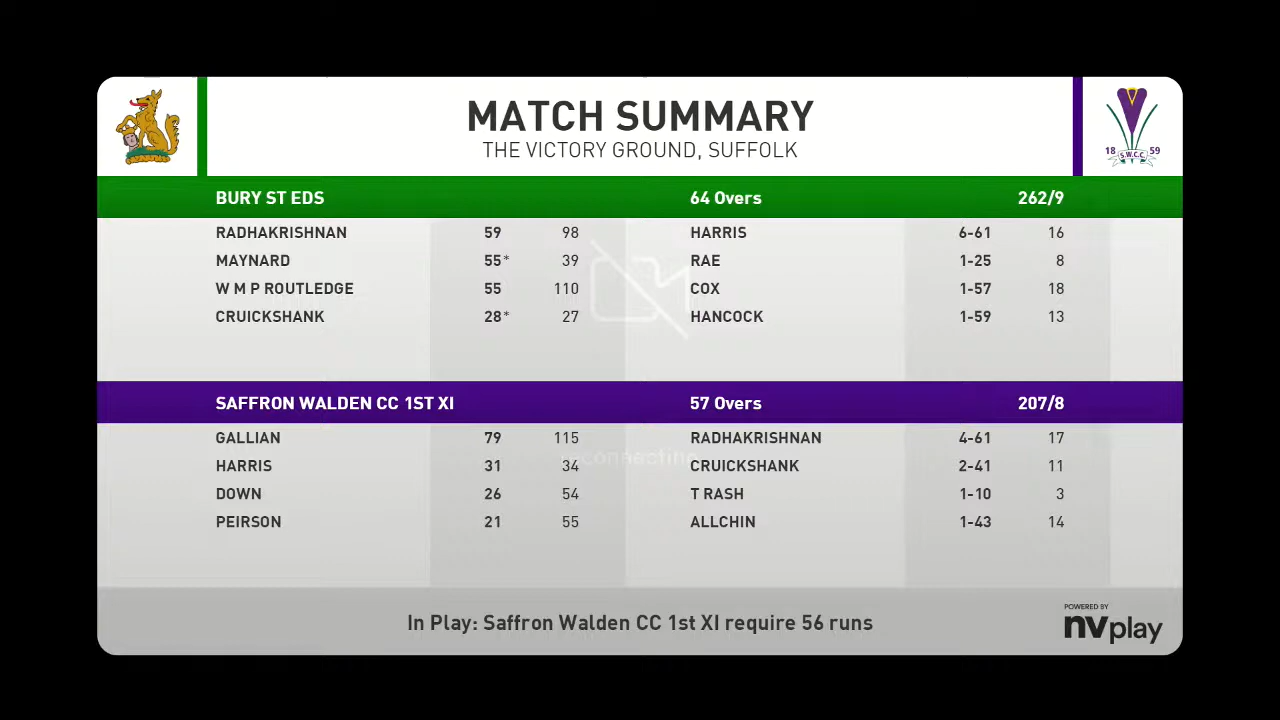 MATCH SUMMARY
THE VICTORY GROUND, SUFFOLK
18 S.W.C.C. 59
BURY ST EDS 64 Overs 262/9
RADHAKRISHNAN 59 98 HARRIS 6-61 16
MAYNARD 55* 39 RAE 1-25 8
W M P ROUTLEDGE 55 110 COX 1-57 18
CRUICKSHANK 28* 27 HANCOCK 1-59 13
SAFFRON WALDEN CC 1ST XI 57 Overs 207/8
GALLIAN 79 115 RADHAKRISHNAN 4-61 17
reconnecting
HARRIS 31 34 CRUICKSHANK 2-41 11
DOWN 26 54 T RASH 1-10 3
PEIRSON 21 55 ALLCHIN 1-43 14
In Play: Saffron Walden CC 1st XI require 56 runs
POWERED BY
nvplay